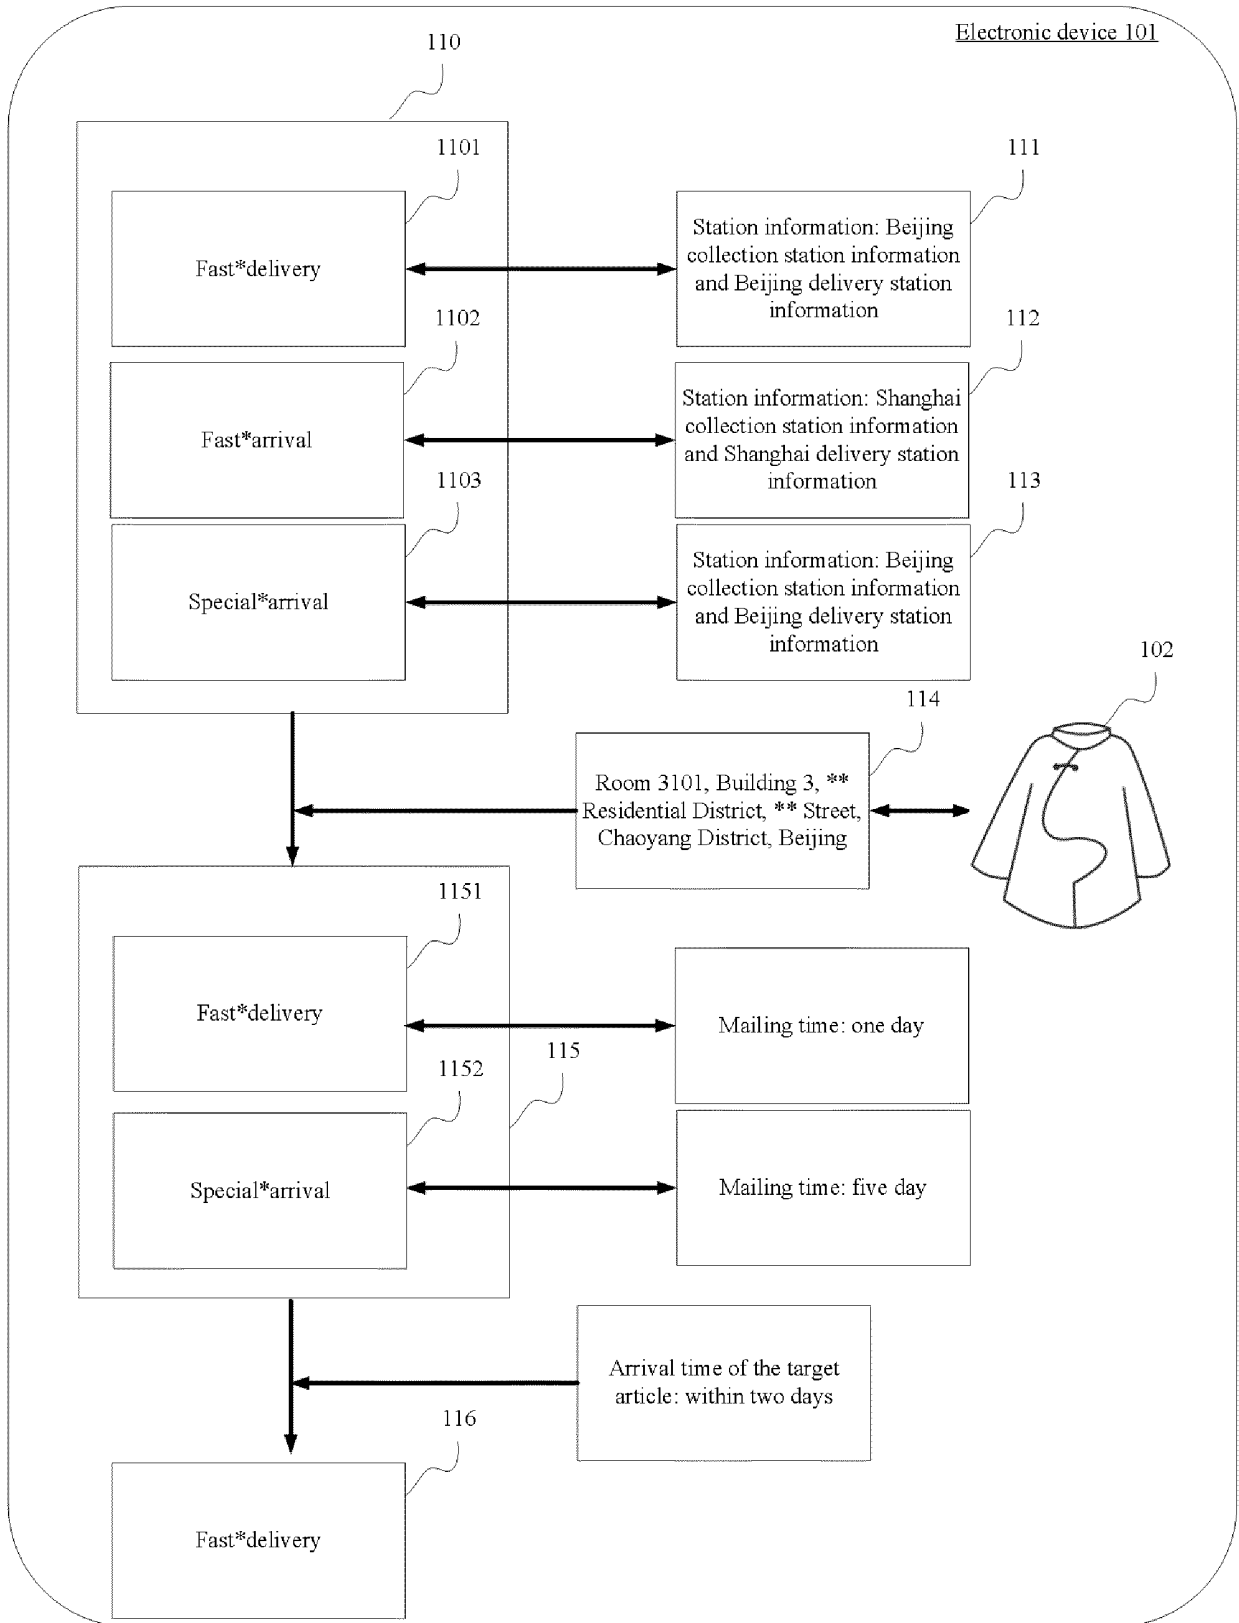 Electronic device 101
110
1101
111
Fast*delivery
Station information: Beijing
collection station information
and Beijing delivery station
information
1102
112
Fast*arrival
Station information: Shanghai
collection station information
and Shanghai delivery station
information
1103
113
Special*arrival
Station information: Beijing
collection station information
and Beijing delivery station
information
102
114
Room 3101, Building 3, **
Residential District, ** Street,
Chaoyang District, Beijing
1151
Fast*delivery
Mailing time: one day
1152
115
Special*arrival
Mailing time: five day
Arrival time of the target
article: within two days
116
Fast*delivery